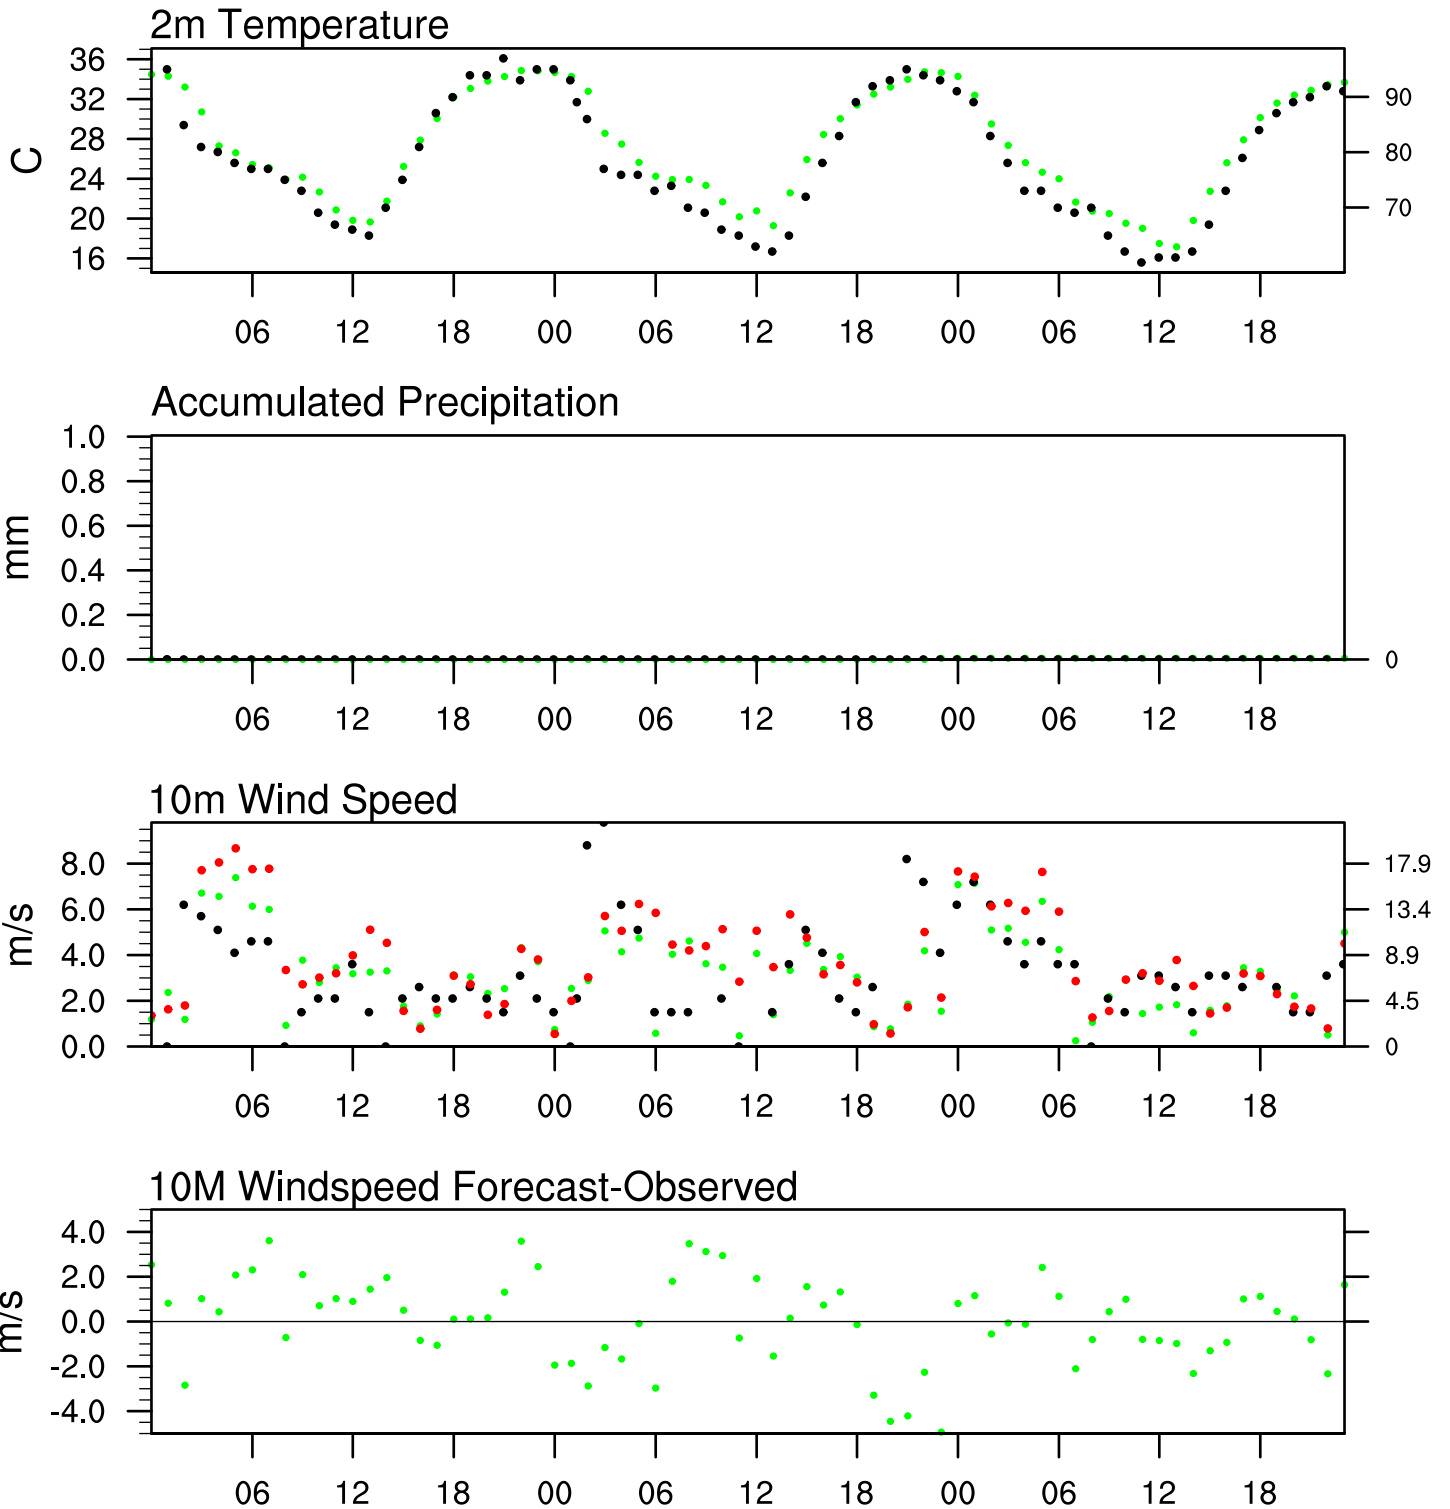 2m Temperature
36
32
28
24
20
16
C
90
80
70
06 12 18 00 06 12 18 00 06 12 18
Accumulated Precipitation
1.0
0.8
0.6
0.4
0.2
0.0
mm
0
06 12 18 00 06 12 18 00 06 12 18
10m Wind Speed
8.0
6.0
4.0
2.0
0.0
m/s
17.9
13.4
8.9
4.5
0
06 12 18 00 06 12 18 00 06 12 18
10M Windspeed Forecast-Observed
4.0
2.0
0.0
-2.0
-4.0
m/s
06 12 18 00 06 12 18 00 06 12 18